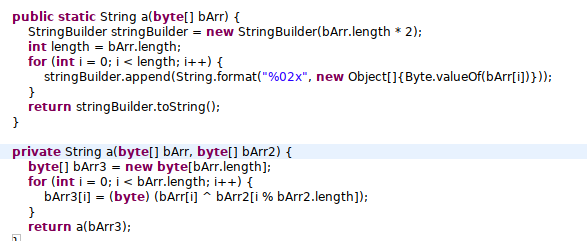 public static String a(byte[] bArr) {
StringBuilder stringBuilder = new StringBuilder(bArr.length * 2);
int length = bArr.length;
for (int i = 0; i < length; i++) {
stringBuilder.append(String.format("%02x", new Object[]{Byte.valueOf(bArr[i])}));
}
return stringBuilder.toString();
}
private String a(byte[] bArr, byte[] bArr2) {
byte[] bArr3 = new byte[bArr.length];
for (int i = 0; i < bArr.length; i++) {
bArr3[i] = (byte) (bArr[i] ^ bArr2[i % bArr2.length]);
}
return a(bArr3);
}